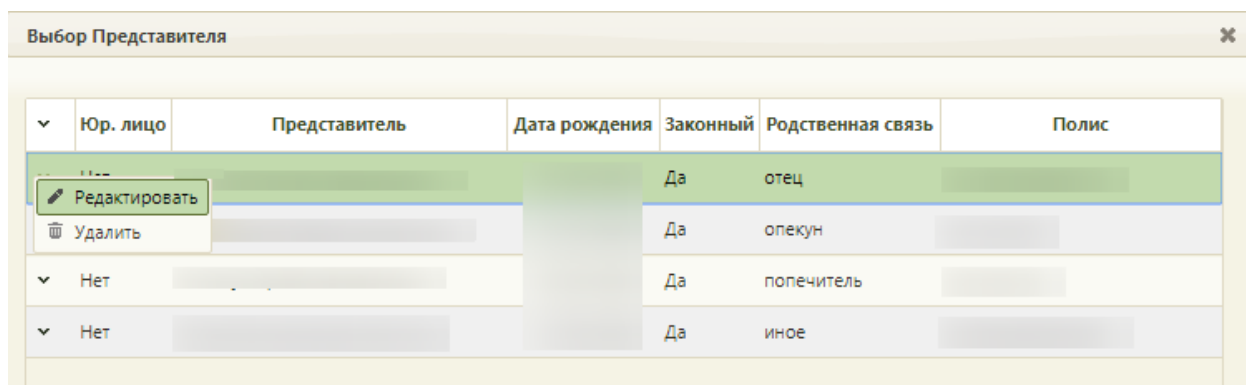 Выбор Представителя
Юр. лицо Представитель Дата рождения Законный Родственная связь Полис
Да отец
Редактировать
Удалить
Да опекун
Нет Да попечитель
Нет Да иное